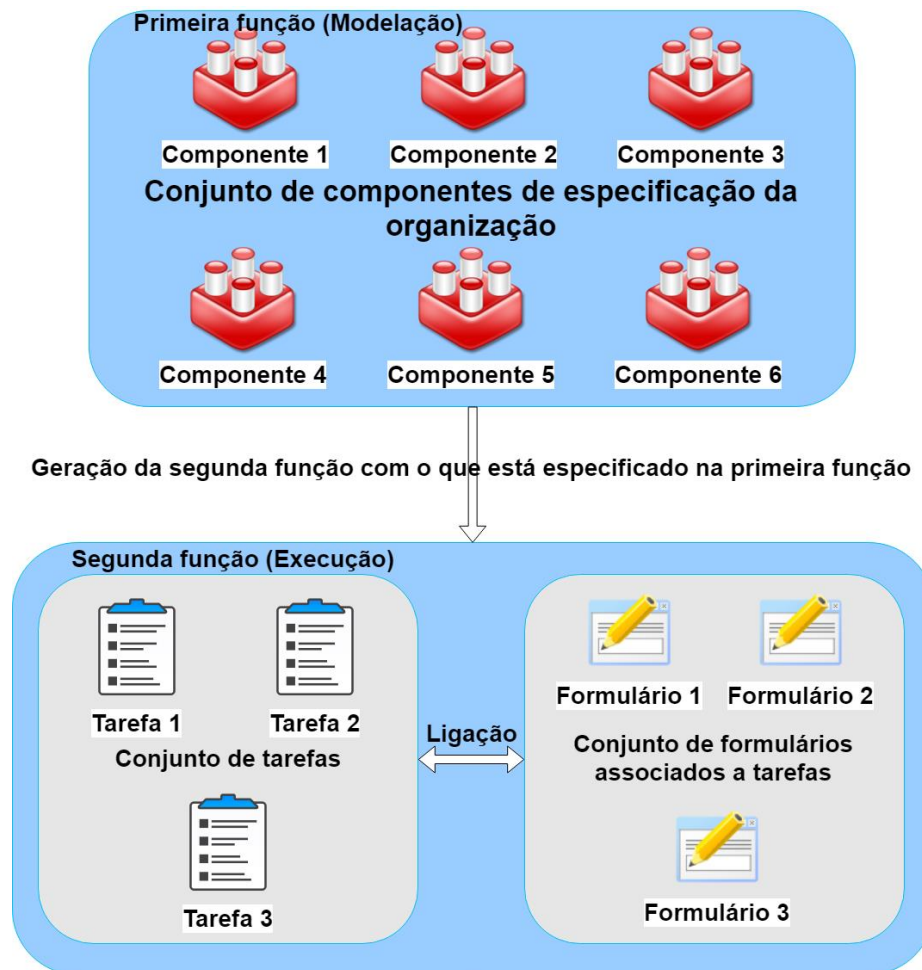 Primeira função (Modelação)
Componente 1
Componente 2
Componente 3
Conjunto de componentes de especificação da
organização
Componente 4
Componente 5
Componente 6
Geração da segunda função com o que está especificado na primeira função
Segunda função (Execução)
Tarefa 1
Tarefa 2
Conjunto de tarefas
Tarefa 3
Ligação
Formulário 1
Formulário 2
Conjunto de formulários
associados a tarefas
Formulário 3